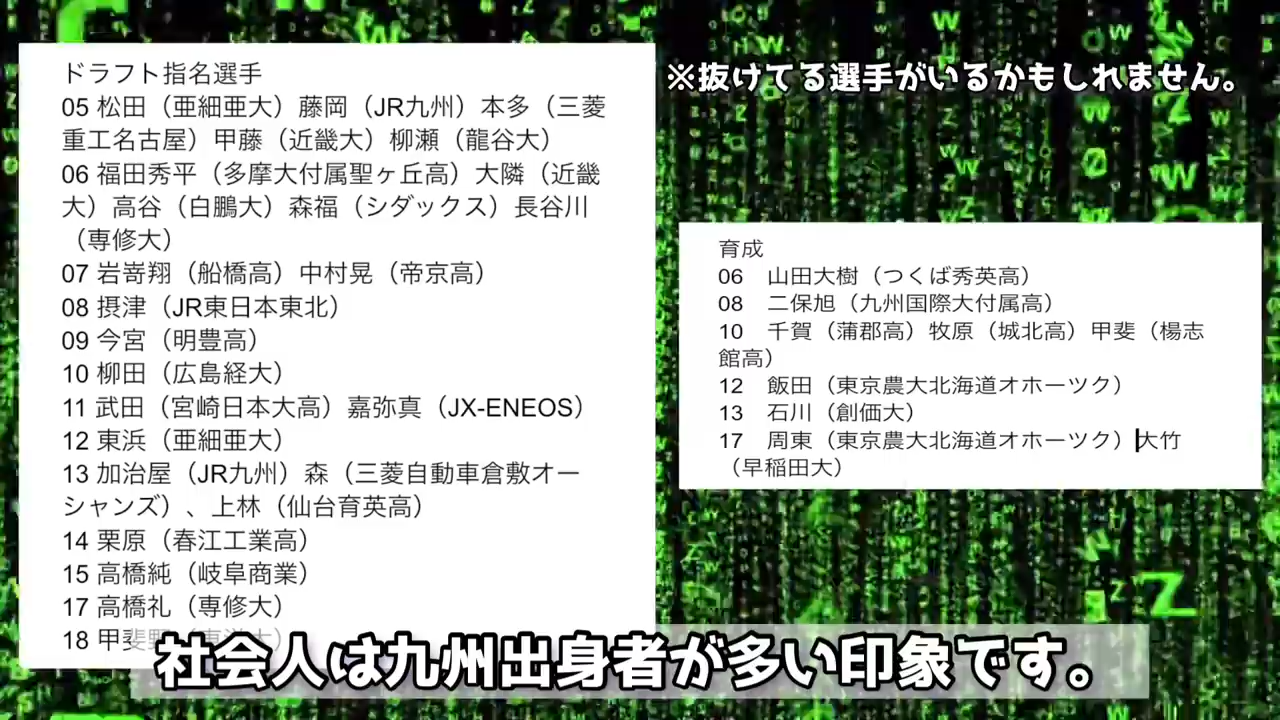 ドラフト指名選手
05 松田（亜細亜大）藤岡（JR九州）本多（三菱
重工名古屋）甲藤（近畿大）柳瀬（龍谷大）
06 福田秀平（多摩大付属聖ヶ丘高）大隣（近畿
大）高谷（白鵬大）森福（シダックス）長谷川
（専修大）
07 岩嵜翔（船橋高）中村晃（帝京高）
08 摂津（JR東日本東北）
09 今宮（明豊高）
10 柳田（広島経大）
11 武田（宮崎日本大高）嘉弥真（JX-ENEOS）
12 東浜（亜細亜大）
13 加治屋（JR九州）森（三菱自動車倉敷オー
シャンズ）、上林（仙台育英高）
14 栗原（春江工業高）
15 高橋純（岐阜商業）
17 高橋礼（専修大）
18 甲斐野（東洋大）
※抜けてる選手がいるかもしれません。
育成
06　山田大樹（つくば秀英高）
08　二保旭（九州国際大付属高）
10　千賀（蒲郡高）牧原（城北高）甲斐（楊志
館高）
12　飯田（東京農大北海道オホーツク）
13　石川（創価大）
17　周東（東京農大北海道オホーツク）大竹
（早稲田大）
社会人は九州出身者が多い印象です。